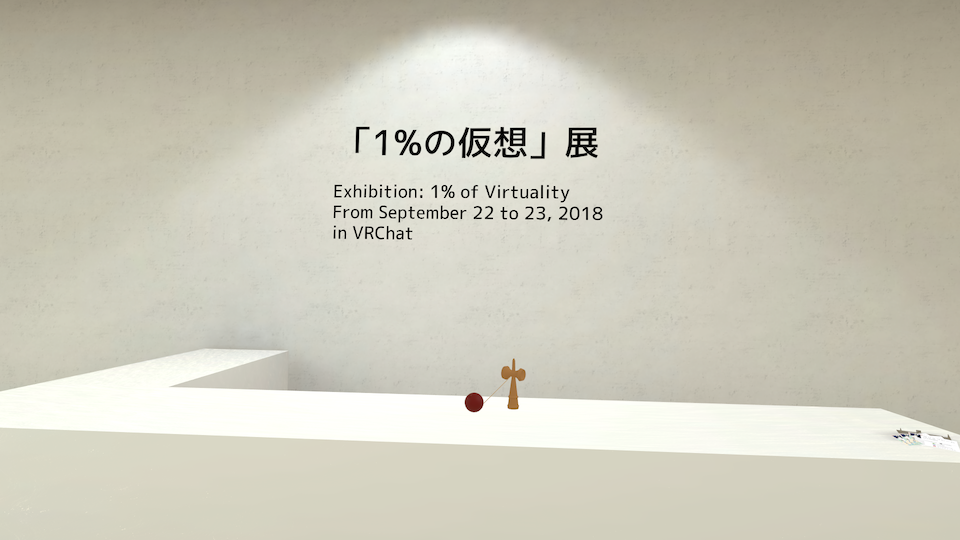 「1%の仮想」展
Exhibition: 1% of Virtuality
From September 22 to 23, 2018
in VRChat